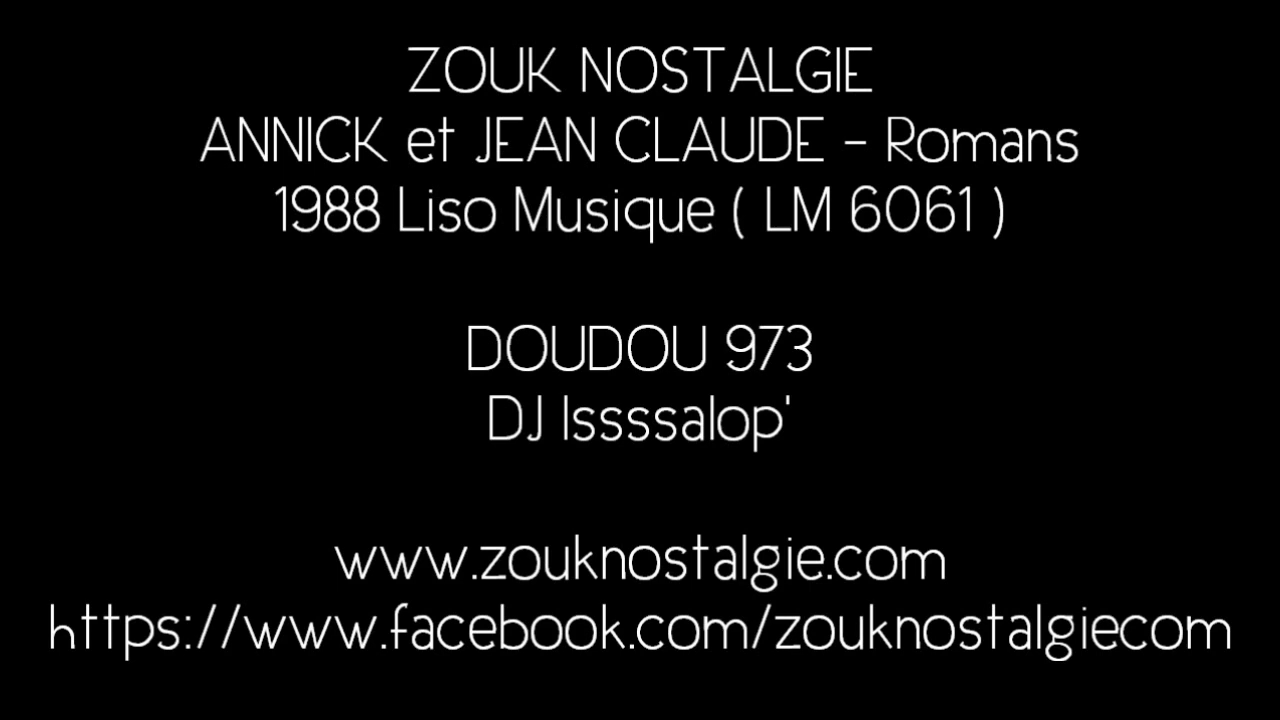 ZOUK NOSTALGIE
ANNICK et JEAN CLAUDE - Romans
1988 Liso Musique ( LM 6061 )
DOUDOU 973
DJ Issssalop'
www.zouknostalgie.com
https://www.facebook.com/zouknostalgiecom